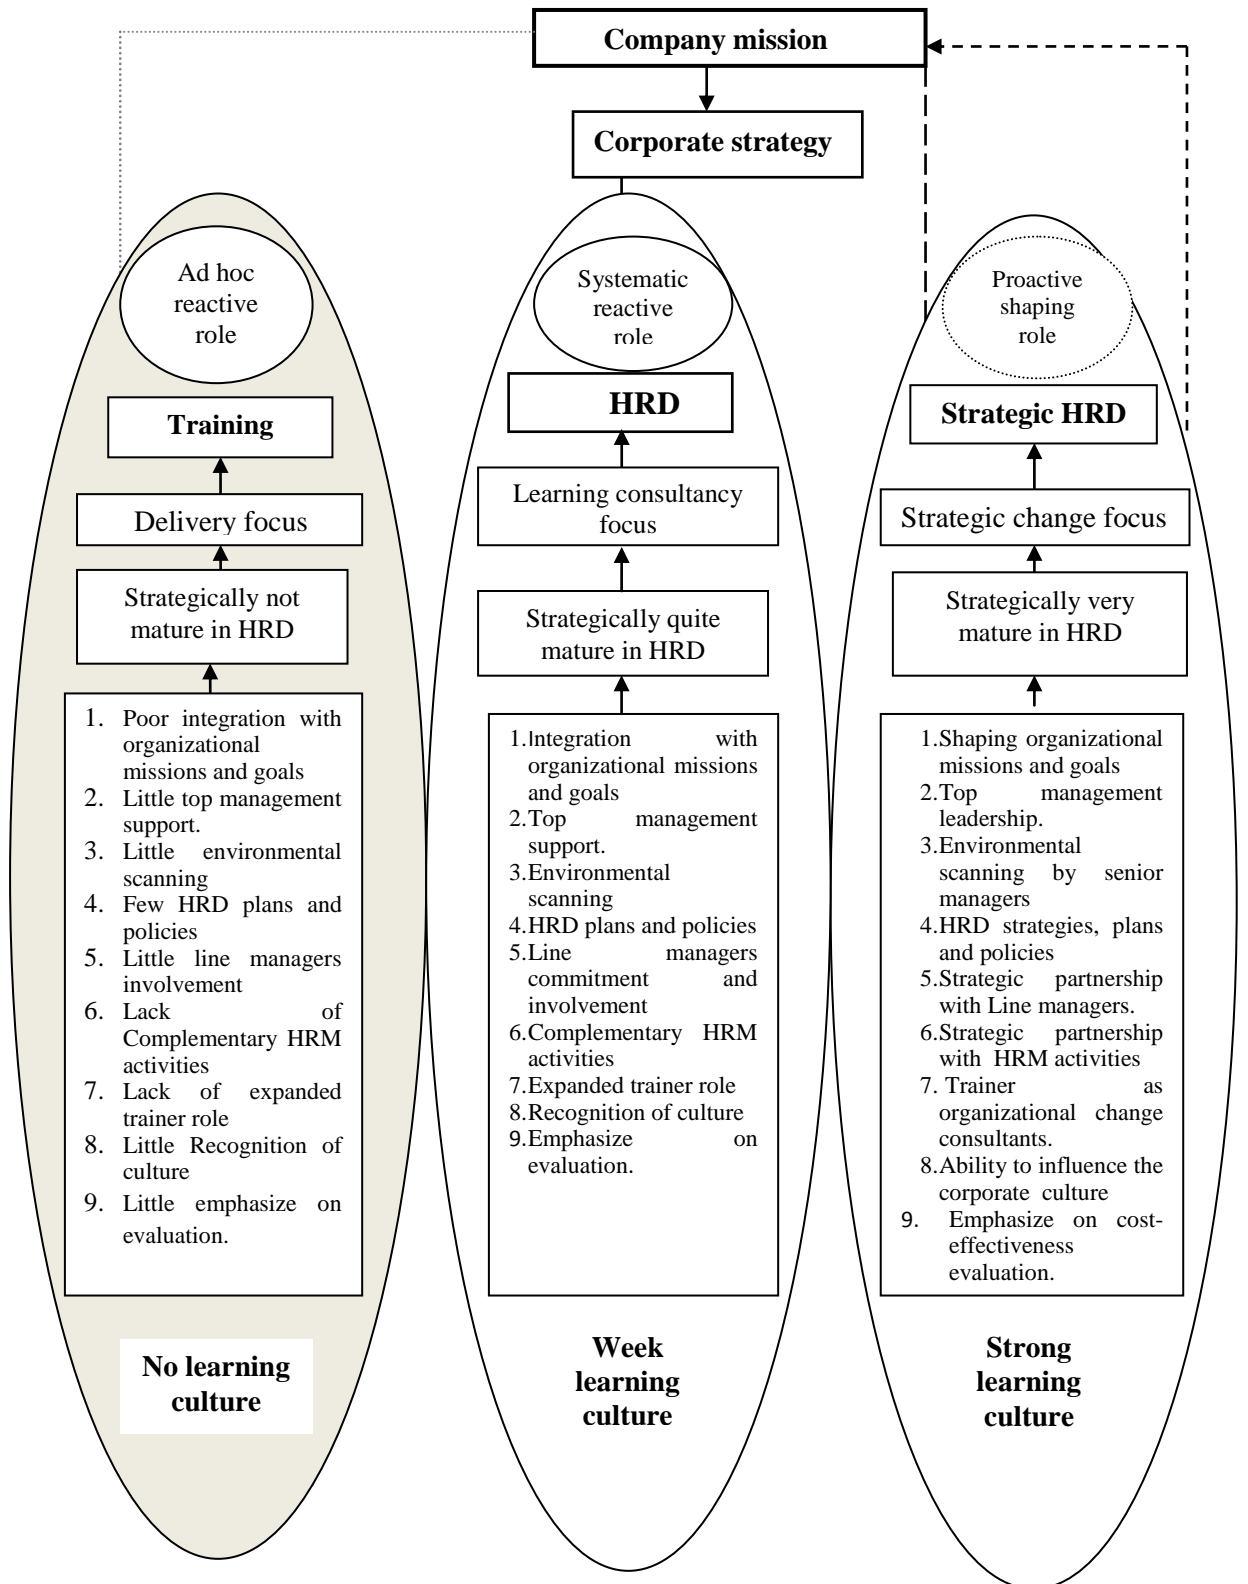 Company mission
Corporate strategy
Ad hoc
reactive
role
Training
Delivery focus
Strategically not
mature in HRD
1. Poor integration with
organizational
missions and goals
2. Little top management
support.
3. Little environmental
scanning
4. Few HRD plans and
policies
5. Little line managers
involvement
6. Lack of
Complementary HRM
activities
7. Lack of expanded
trainer role
8. Little Recognition of
culture
9. Little emphasize on
evaluation.
No learning
culture
Systematic
reactive
role
HRD
Learning consultancy
focus
Strategically quite
mature in HRD
1.Integration with
organizational missions
and goals
2.Top management
support.
3.Environmental
scanning
4.HRD plans and policies
5.Line managers
commitment and
involvement
6.Complementary HRM
activities
7.Expanded trainer role
8.Recognition of culture
9.Emphasize on
evaluation.
Week
learning
culture
Proactive
shaping
role
Strategic HRD
Strategic change focus
Strategically very
mature in HRD
1.Shaping organizational
missions and goals
2.Top management
leadership.
3.Environmental
scanning by senior
managers
4.HRD strategies, plans
and policies
5.Strategic partnership
with Line managers.
6.Strategic partnership
with HRM activities
7. Trainer as
organizational change
consultants.
8.Ability to influence the
corporate culture
9. Emphasize on cost-
effectiveness
evaluation.
Strong
learning
culture